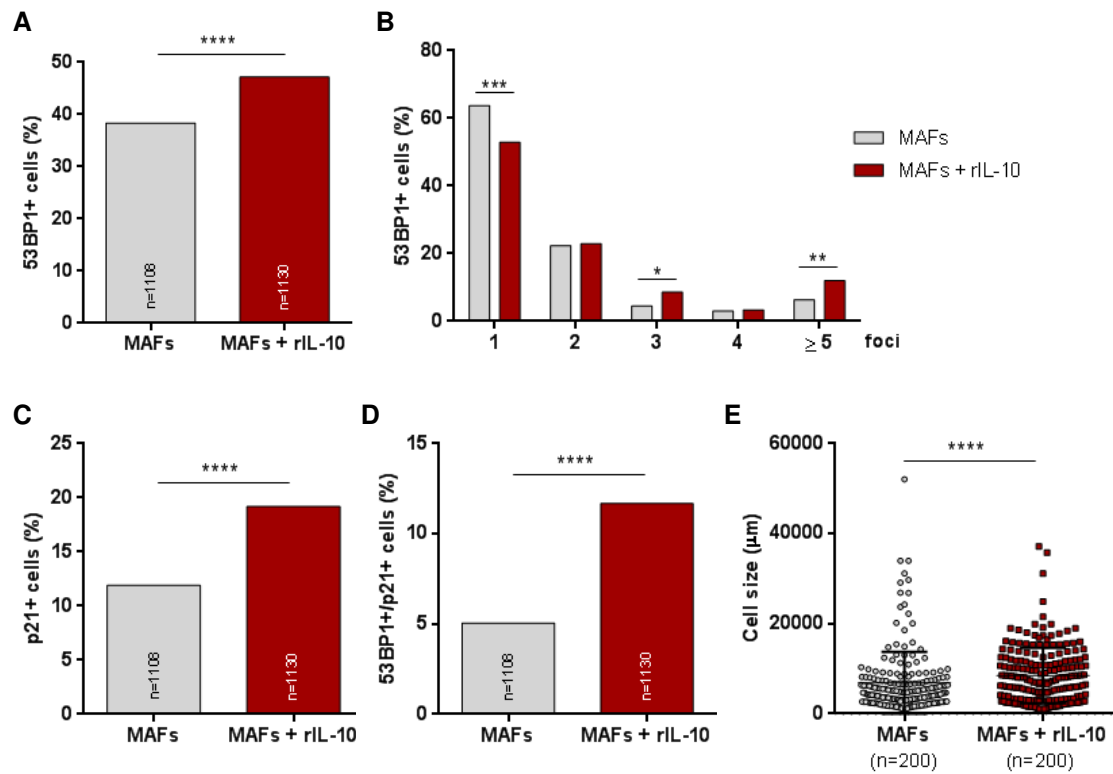 A
****
53BP1+ cells (%)
50
40
30
20
10
0
n=1108
n=1130
MAFs
MAFs + rIL-10
B
53BP1+ cells (%)
80
60
40
20
0
***
*
**
1
2
3
4
≥ 5
foci
MAFs
MAFs + rIL-10
C
p21+ cells (%)
25
20
15
10
5
0
****
n=1108
n=1130
MAFs
MAFs + rIL-10
D
53BP1+/p21+ cells (%)
15
10
5
0
****
n=1108
n=1130
MAFs
MAFs + rIL-10
E
Cell size (µm)
60000
40000
20000
0
****
MAFs
(n=200)
MAFs + rIL-10
(n=200)